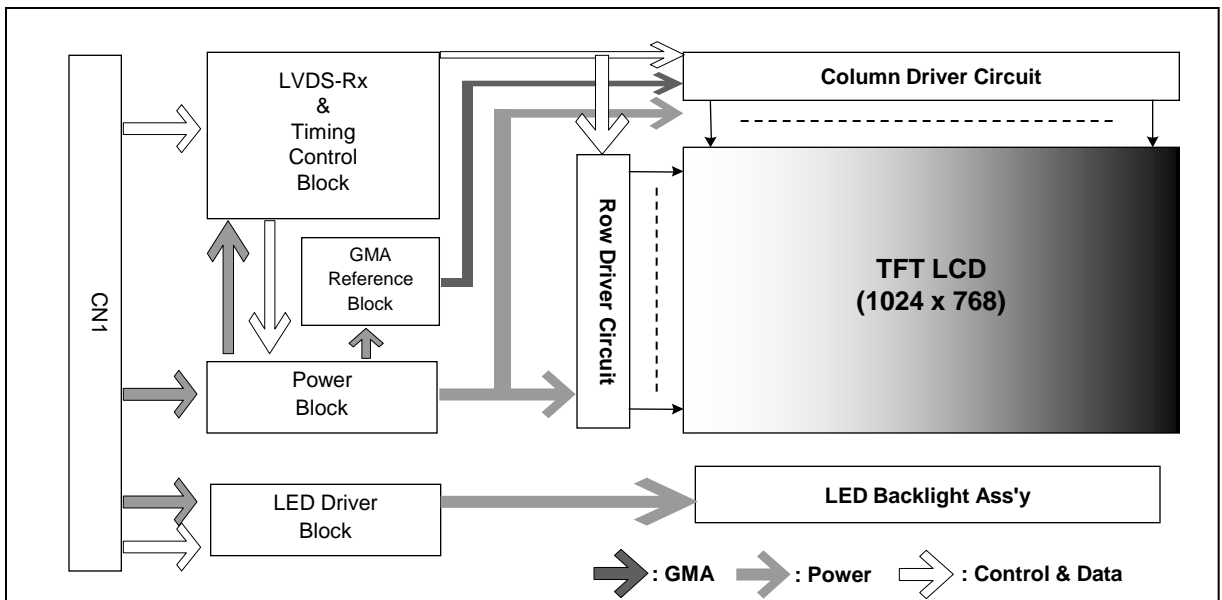 LVDS-Rx
&
Timing
Control
Block
Column Driver Circuit
GMA
Reference
Block
Row Driver Circuit
TFT LCD
(1024 x 768)
CN1
Power
Block
LED Driver
Block
LED Backlight Ass'y
: GMA
: Power
: Control & Data